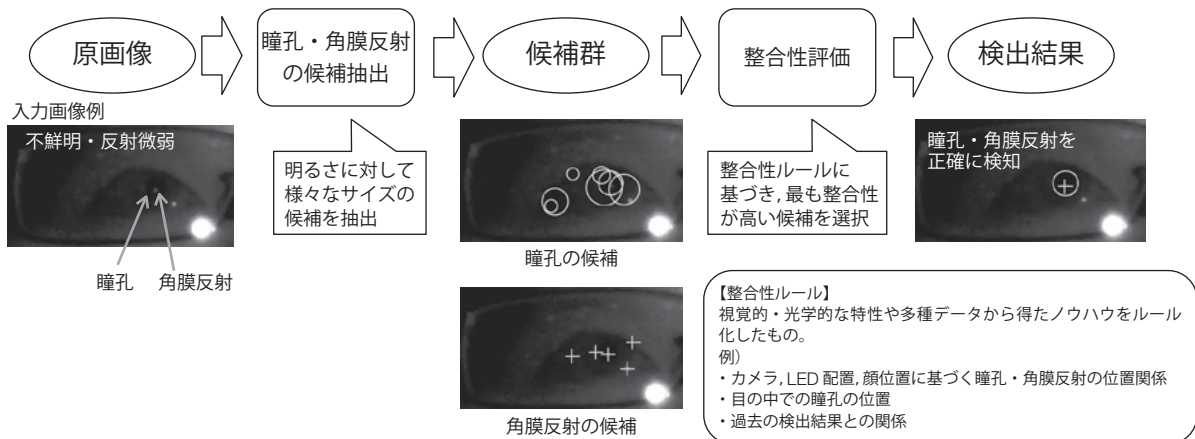 原画像
瞳孔・角膜反射
の候補抽出
候補群
整合性評価
検出結果
入力画像例
不鮮明・反射微弱
瞳孔 角膜反射
明るさに対して
様々なサイズの
候補を抽出
瞳孔の候補
角膜反射の候補
整合性ルールに
基づき, 最も整合性
が高い候補を選択
瞳孔・角膜反射を
正確に検知
【整合性ルール】
視覚的・光学的な特性や多種データから得たノウハウをルール
化したもの。
例）
・カメラ, LED 配置, 顔位置に基づく瞳孔・角膜反射の位置関係
・目の中での瞳孔の位置
・過去の検出結果との関係